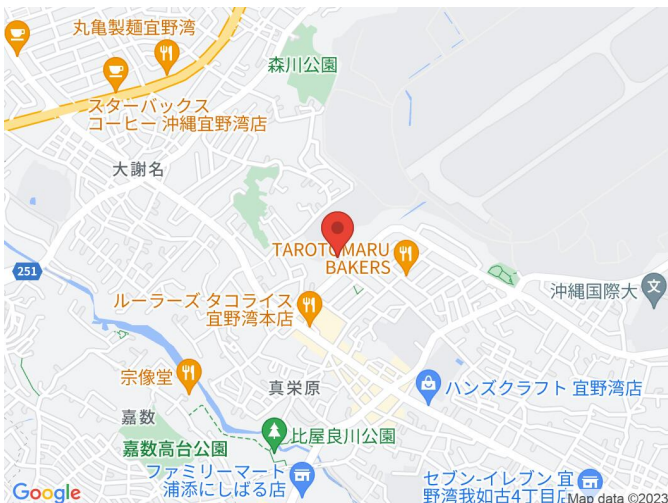 丸亀製麺宜野湾
森川公園
スターバックス
コーヒー 沖縄宜野湾店
大謝名
TAROTOMARU
BAKERS
251
沖縄国際大
文
ルーラーズ タコライス
宜野湾本店
宗像堂
真栄原
ハンズクラフト 宜野湾店
嘉数
比屋良川公園
嘉数高台公園
ファミリーマート
浦添にしばる店
セブン-イレブン 宜
野湾我如古4丁目店
Google
Map data ©2023